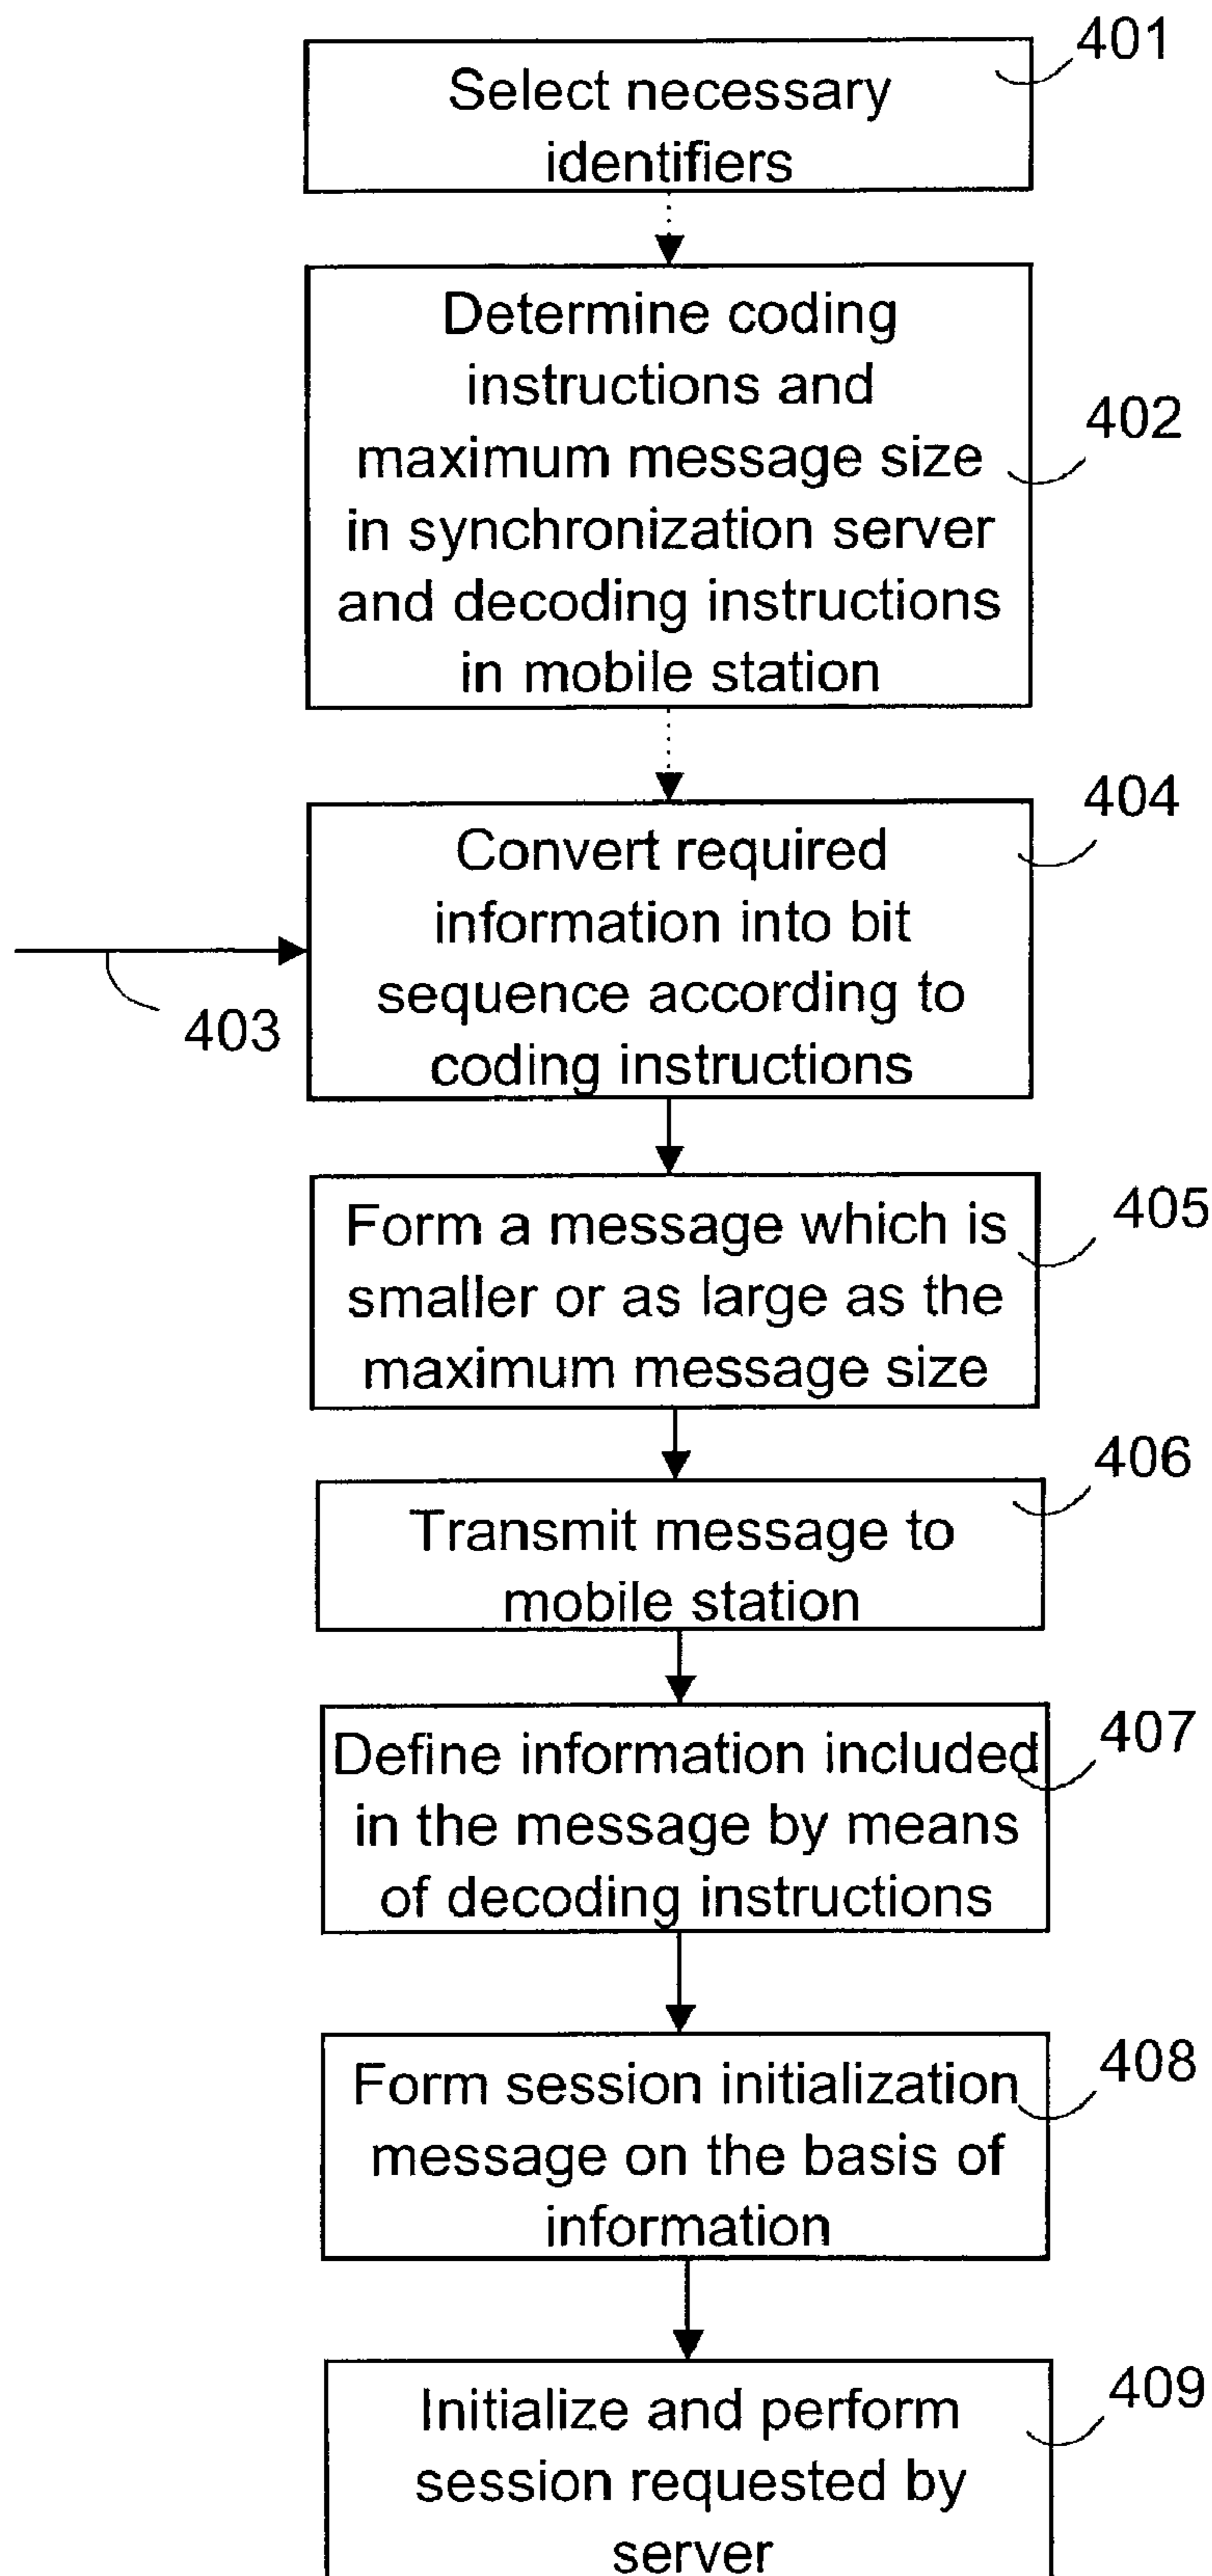 401
Select necessary
identifiers
Determine coding
instructions and
maximum message size
in synchronization server
and decoding instructions
in mobile station
402
404
Convert required
information into bit
sequence according to
coding instructions
403
405
Form a message which is
smaller or as large as the
maximum message size
406
Transmit message to
mobile station
407
Define information included
in the message by means
of decoding instructions
408
Form session initialization
message on the basis of
information
409
Initialize and perform
session requested by
server